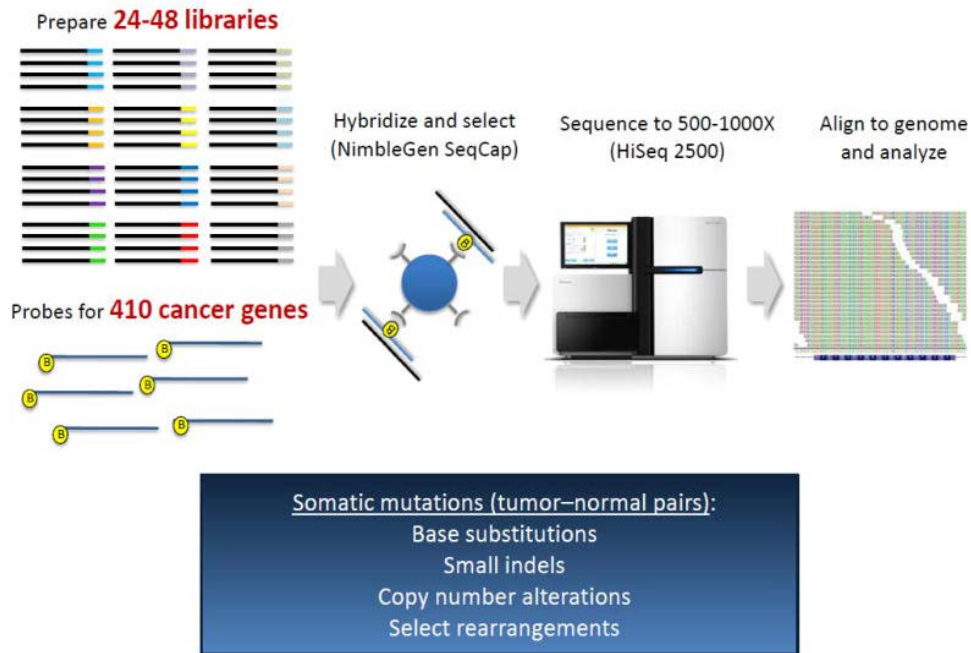 Prepare 24-48 libraries
Hybridize and select
(NimbleGen SeqCap)
Sequence to 500-1000X
(HiSeq 2500)
Align to genome
and analyze
Probes for 410 cancer genes
B
B
B
B
B
B
B
B
Somatic mutations (tumor–normal pairs):
Base substitutions
Small indels
Copy number alterations
Select rearrangements